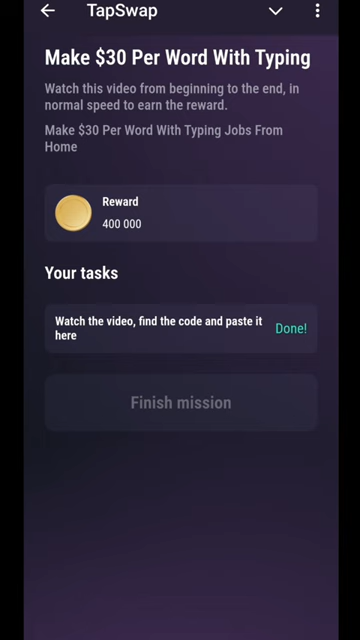 TapSwap
Make $30 Per Word With Typing
Watch this video from beginning to the end, in
normal speed to earn the reward.
Make $30 Per Word With Typing Jobs From
Home
Reward
400 000
Your tasks
Watch the video, find the code and paste it
here
Done!
Finish mission